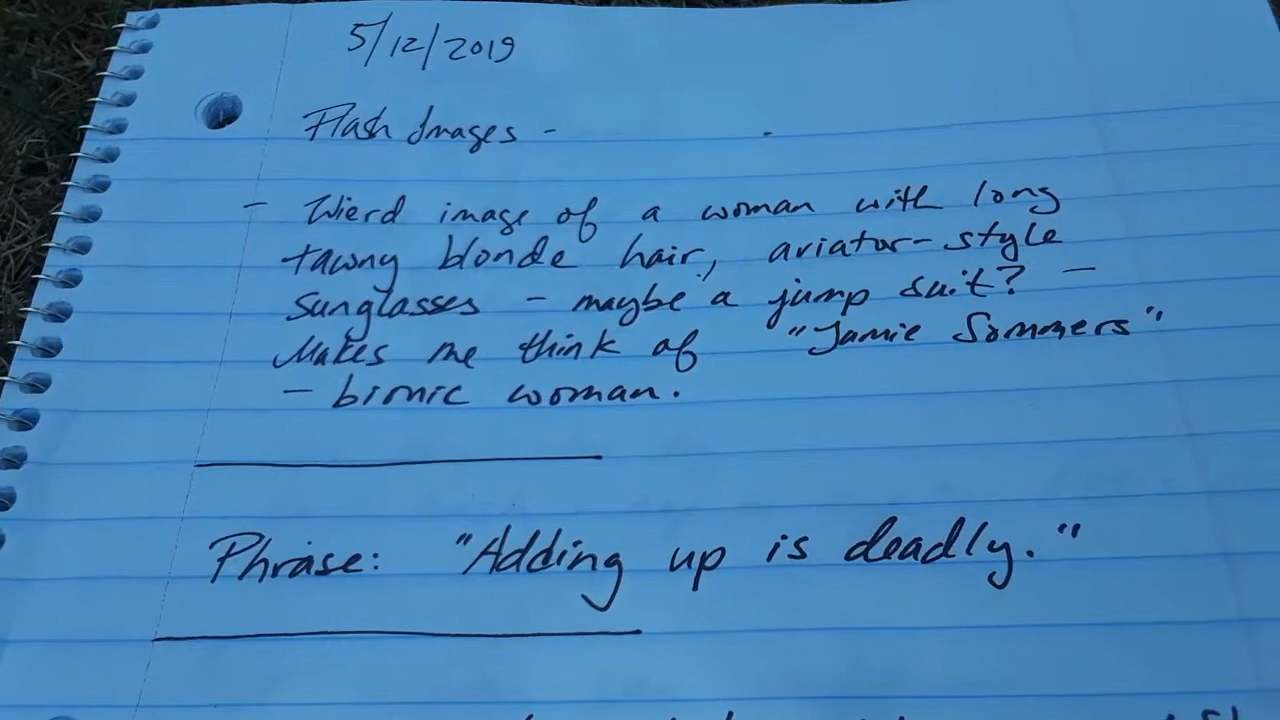 5/12/2019
Flash Images -
- Wierd image of a woman with long
tawny blonde hair, aviator-style
sunglasses - maybe a jump suit? -
Makes me think of "Jamie Sommers"
- bionic woman.
Phrase: "Adding up is deadly."